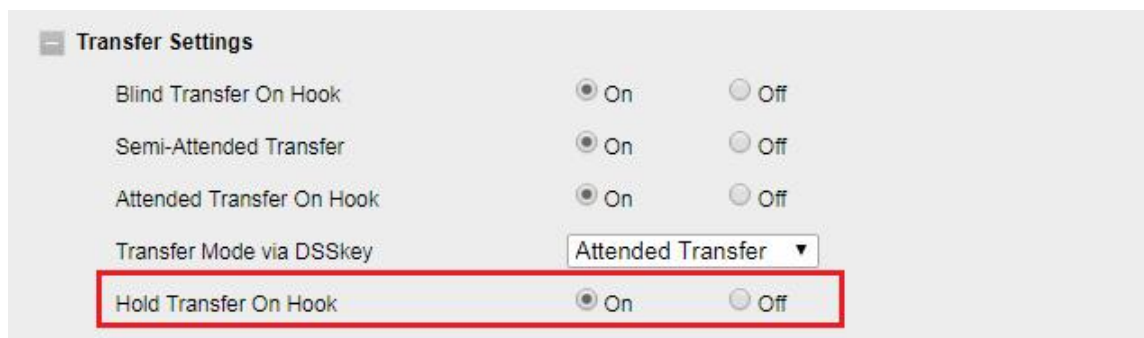 Transfer Settings
Blind Transfer On Hook On Off
Semi-Attended Transfer On Off
Attended Transfer On Hook On Off
Transfer Mode via DSSkey Attended Transfer
Hold Transfer On Hook On Off